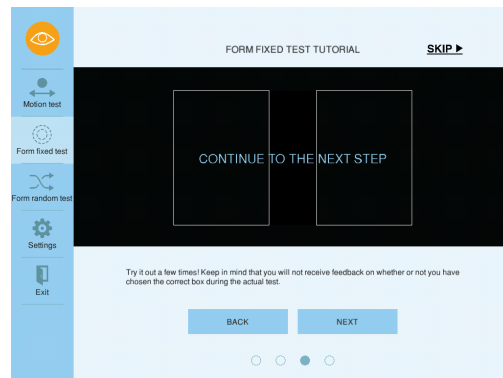 FORM FIXED TEST TUTORIAL
SKIP
Motion test
Form fixed test
Form random test
Settings
Exit
CONTINUE TO THE NEXT STEP
Try it out a few times! Keep in mind that you will not receive feedback on whether or not you have
chosen the correct box during the actual test.
BACK
NEXT